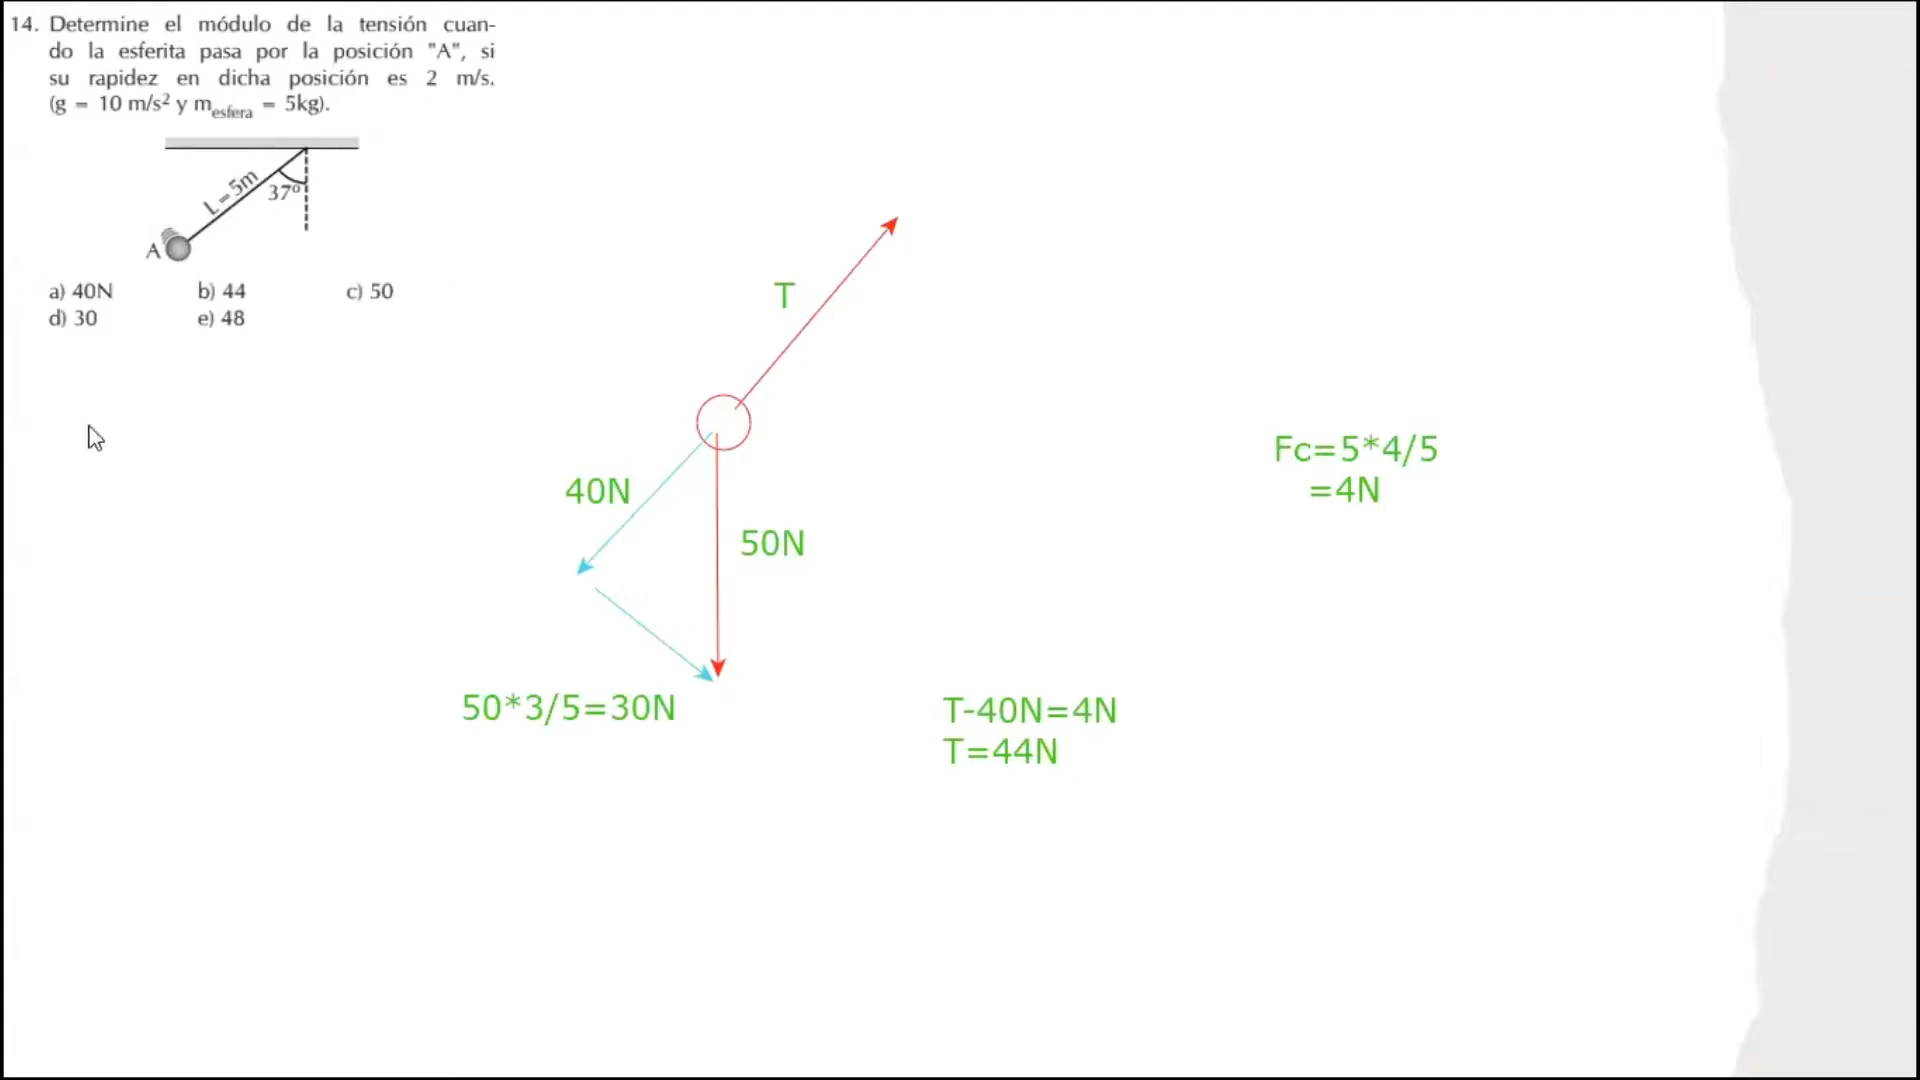 14. Determine el módulo de la tensión cuan-
do la esferita pasa por la posición "A", si
su rapidez en dicha posición es 2 m/s.
(g = 10 m/s² y m esfera = 5kg).
L = 5m
37°
A
a) 40N b) 44 c) 50
d) 30 e) 48
T
40N
50N
50*3/5=30N
Fc=5*4/5
=4N
T-40N=4N
T=44N